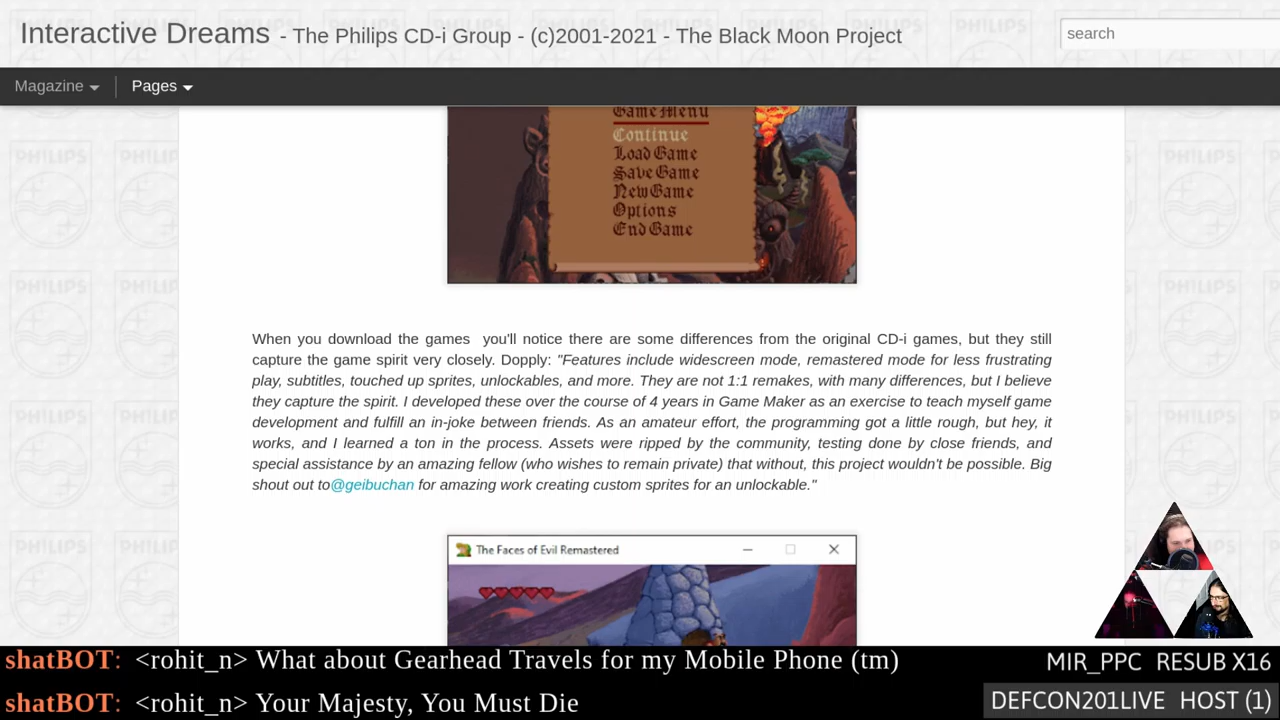 Interactive Dreams - The Philips CD-i Group - (c)2001-2021 - The Black Moon Project
search
Magazine
Pages
Game Menu
Continue
Load Game
Save Game
New Game
Options
End Game
When you download the games  you'll notice there are some differences from the original CD-i games, but they still
capture the game spirit very closely. Dopply: "Features include widescreen mode, remastered mode for less frustrating
play, subtitles, touched up sprites, unlockables, and more. They are not 1:1 remakes, with many differences, but I believe
they capture the spirit. I developed these over the course of 4 years in Game Maker as an exercise to teach myself game
development and fulfill an in-joke between friends. As an amateur effort, the programming got a little rough, but hey, it
works, and I learned a ton in the process. Assets were ripped by the community, testing done by close friends, and
special assistance by an amazing fellow (who wishes to remain private) that without, this project wouldn't be possible. Big
shout out to@geibuchan for amazing work creating custom sprites for an unlockable."
The Faces of Evil Remastered
shatBOT: <rohit_n> What about Gearhead Travels for my Mobile Phone (tm)
MIR_PPC RESUB X16
shatBOT: <rohit_n> Your Majesty, You Must Die
DEFCON201LIVE HOST (1)
PHILIPS
PHILIPS
PHILIPS
PHILIPS
PHILIPS
PHILIPS
PHILIPS
PHILIPS